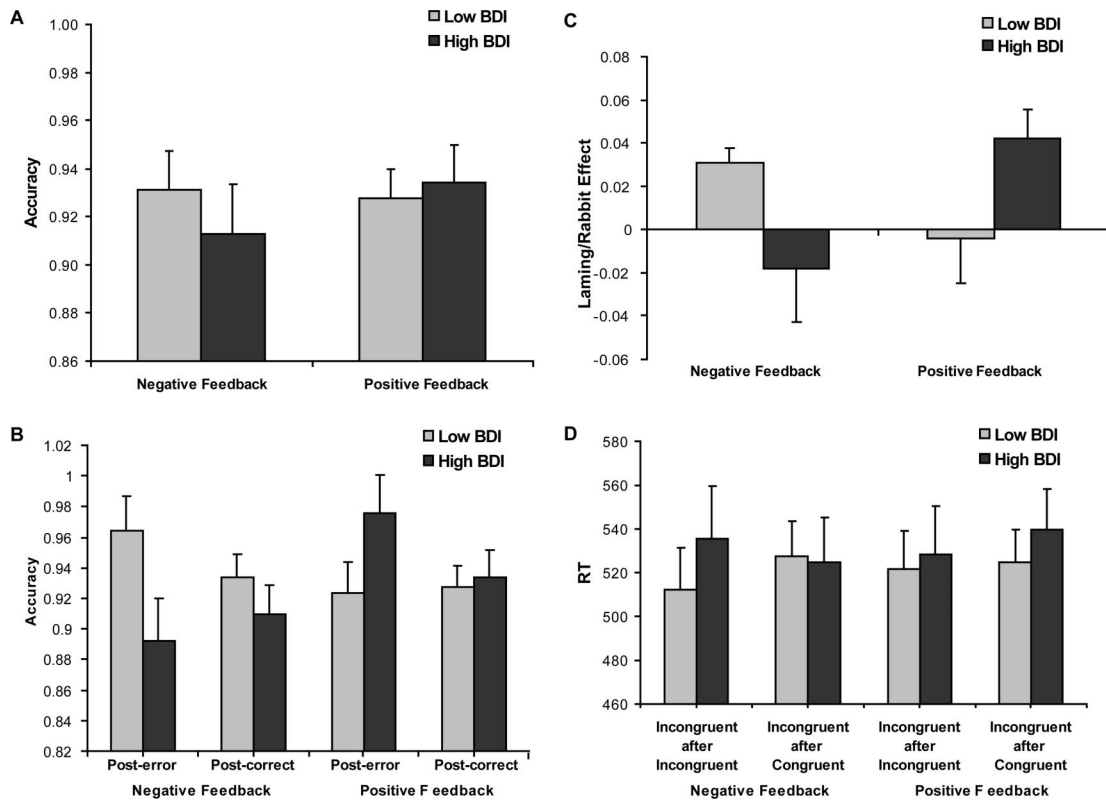 A
Low BDI
High BDI
Accuracy
1.00
0.98
0.96
0.94
0.92
0.90
0.88
0.86
Negative Feedback Positive Feedback
C
Low BDI
High BDI
Laming/Rabbit Effect
0.08
0.06
0.04
0.02
0
-0.02
-0.04
-0.06
Negative Feedback Positive Feedback
B
Low BDI
High BDI
Accuracy
1.02
1
0.98
0.96
0.94
0.92
0.9
0.88
0.86
0.84
0.82
Post-error Post-correct Post-error Post-correct
Negative Feedback Positive F eedback
D
Low BDI
High BDI
RT
580
560
540
520
500
480
460
Incongruent Incongruent Incongruent Incongruent
after after after after
Incongruent Congruent Incongruent Congruent
Negative Feedback Positive F eedback